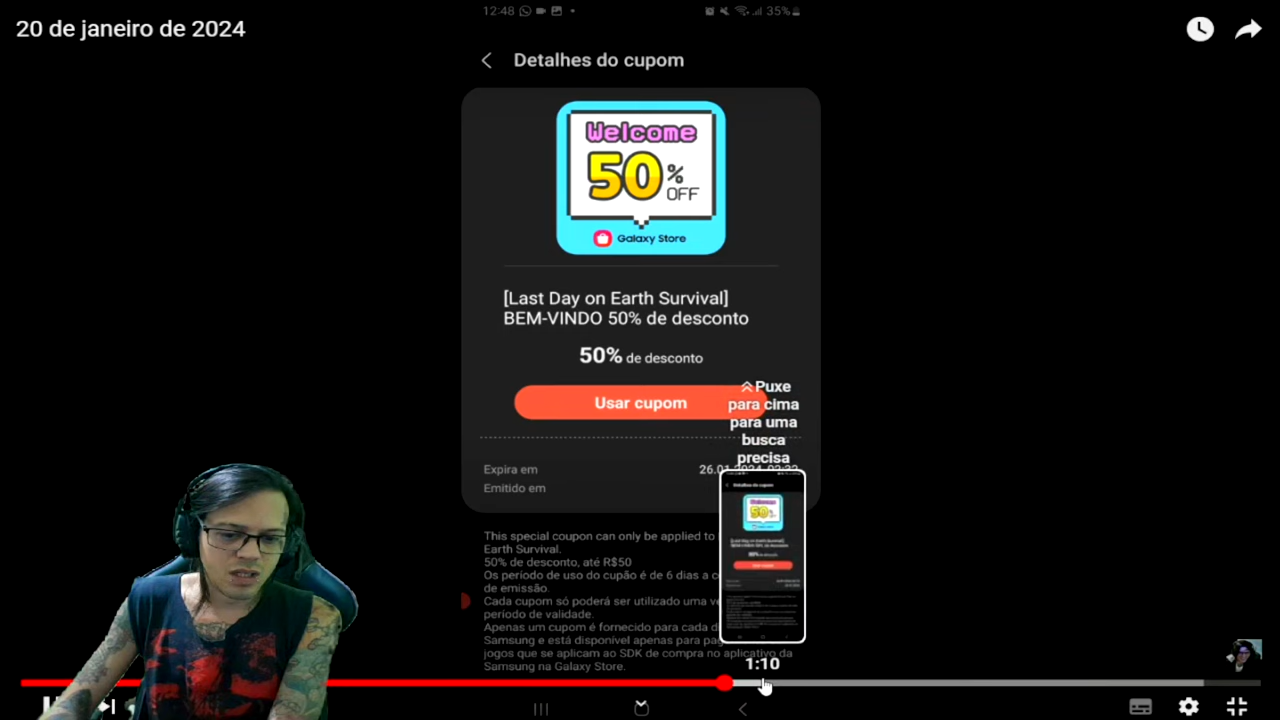 20 de janeiro de 2024
12:48
35%
Detalhes do cupom
Welcome
50%
OFF
Galaxy Store
[Last Day on Earth Survival]
BEM-VINDO 50% de desconto
50% de desconto
Usar cupom
Puxe
para cima
para uma
busca
precisa
Expira em
26.01.2024
Emitido em
This special coupon can only be applied to
Earth Survival.
50% de desconto, até R$50
Os período de uso do cupão é de 6 dias a
de emissão.
Cada cupom só poderá ser utilizado uma
período de validade.
Apenas um cupom é fornecido para cada
Samsung e está disponível apenas para
jogos que se aplicam ao SDK de compra no aplicativo da
Samsung na Galaxy Store.
1:10